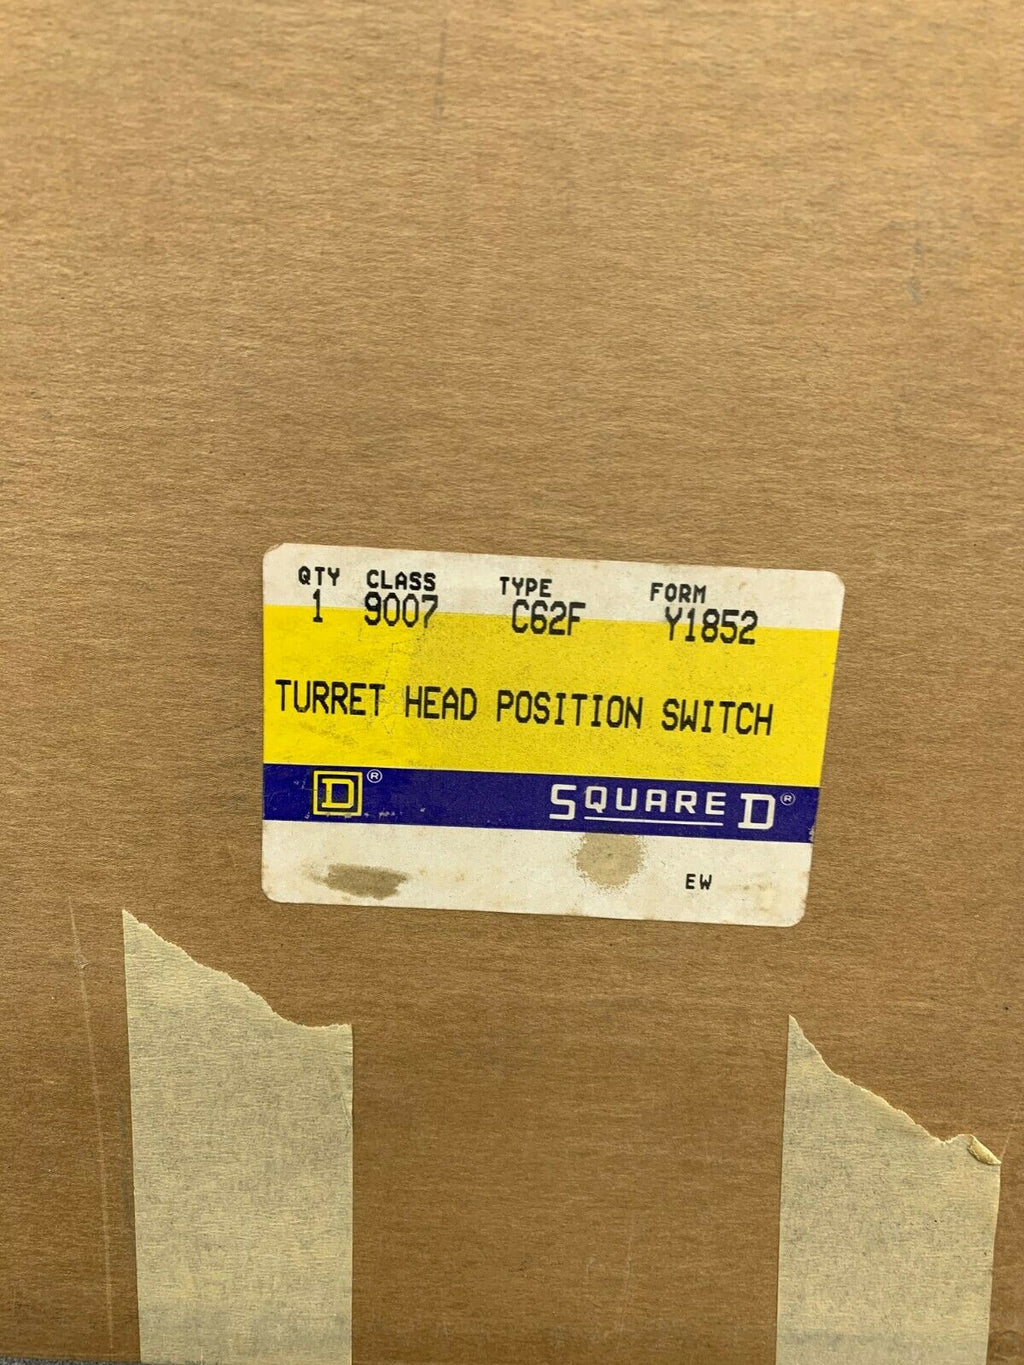 QTY CLASS TYPE FORM
1 9007 C62F Y1852
TURRET HEAD POSITION SWITCH
D® SQUARE D®
EW